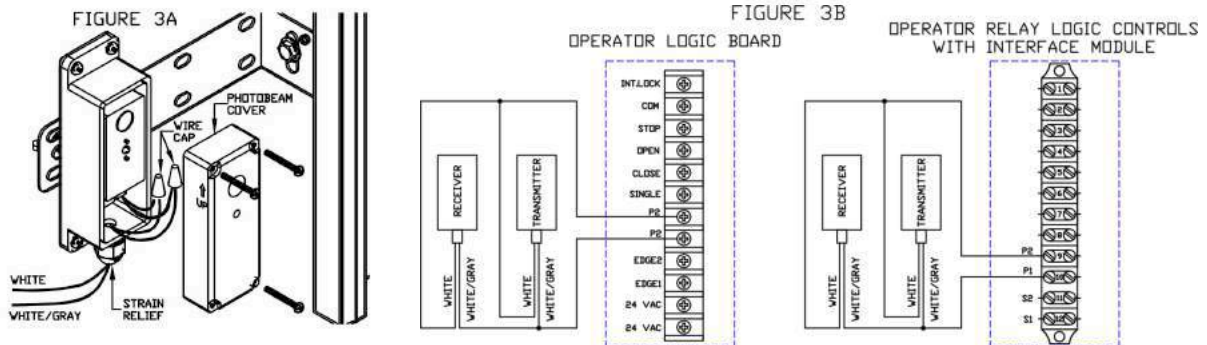 FIGURE 3A
PHOTOBEAM
COVER
WIRE
CAP
UP
WHITE
WHITE/GRAY
STRAIN
RELIEF
FIGURE 3B
OPERATOR LOGIC BOARD
INT.LOCK
COM
STOP
OPEN
CLOSE
SINGLE
P2
P2
EDGE2
EDGE1
24 VAC
24 VAC
RECEIVER
TRANSMITTER
WHITE
WHITE/GRAY
WHITE
WHITE/GRAY
OPERATOR RELAY LOGIC CONTROLS
WITH INTERFACE MODULE
1
2
3
4
5
6
7
8
P2 9
P1 10
S2 11
S1 12
RECEIVER
TRANSMITTER
WHITE
WHITE/GRAY
WHITE
WHITE/GRAY